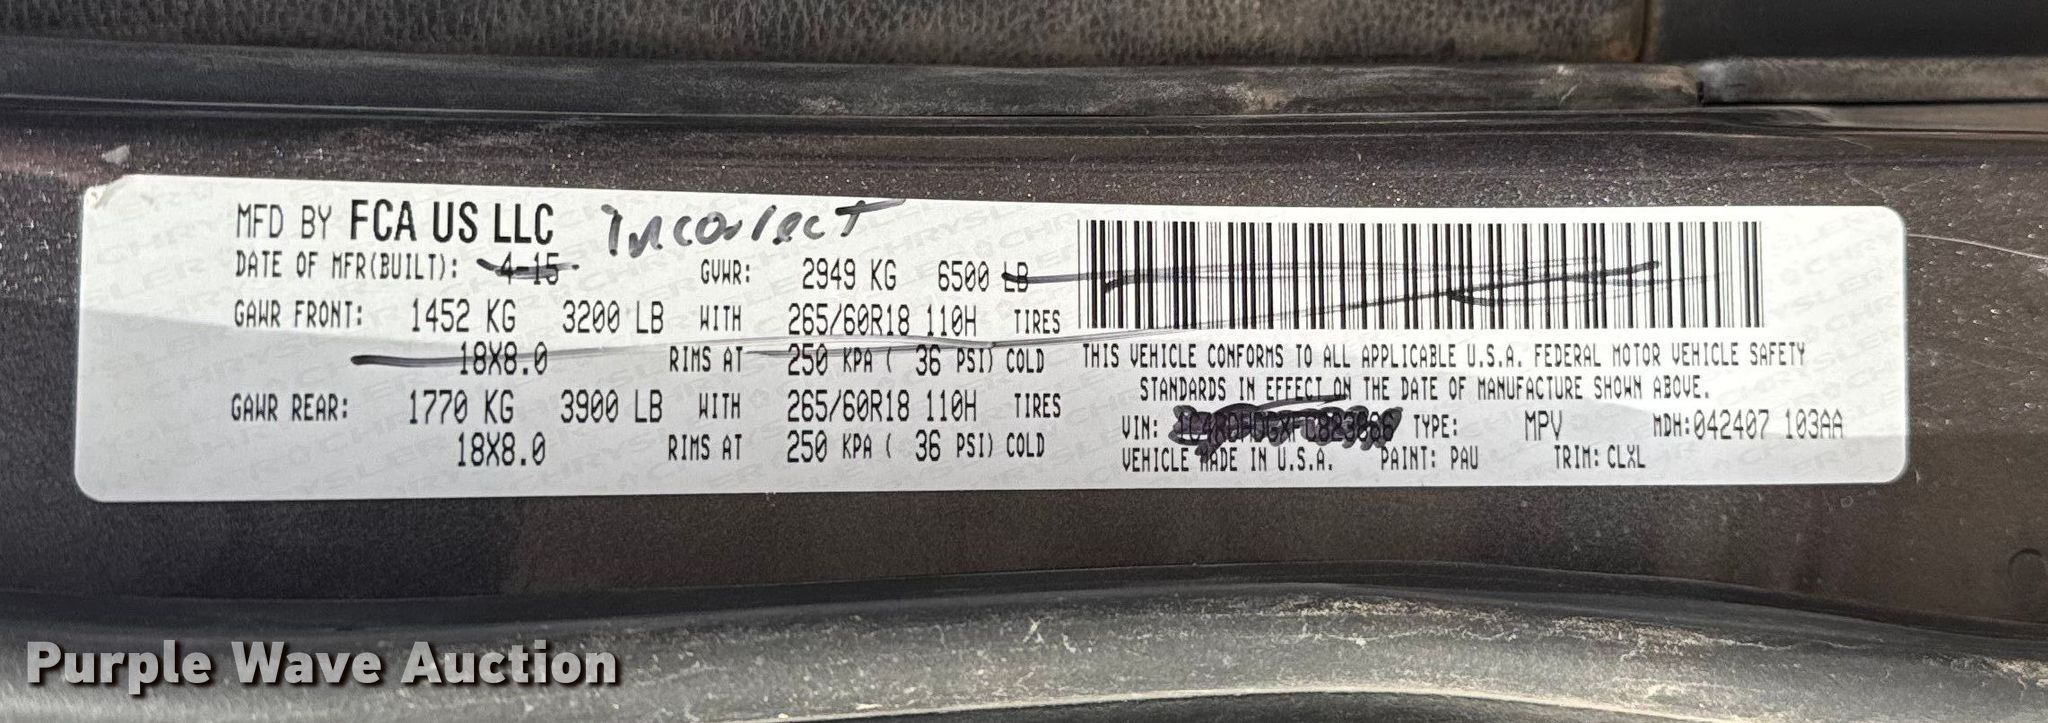 MFD BY FCA US LLC incorrect
DATE OF MFR(BUILT): 4-15 GVWR: 2949 KG 6500 LB
GAWR FRONT: 1452 KG 3200 LB WITH 265/60R18 110H TIRES
18X8.0 RIMS AT 250 KPA ( 36 PSI) COLD
GAWR REAR: 1770 KG 3900 LB WITH 265/60R18 110H TIRES
18X8.0 RIMS AT 250 KPA ( 36 PSI) COLD
THIS VEHICLE CONFORMS TO ALL APPLICABLE U.S.A. FEDERAL MOTOR VEHICLE SAFETY
STANDARDS IN EFFECT ON THE DATE OF MANUFACTURE SHOWN ABOVE.
VIN: TYPE: MPV MDH:042407 103AA
VEHICLE MADE IN U.S.A. PAINT: PAU TRIM: CLXL
Purple Wave Auction